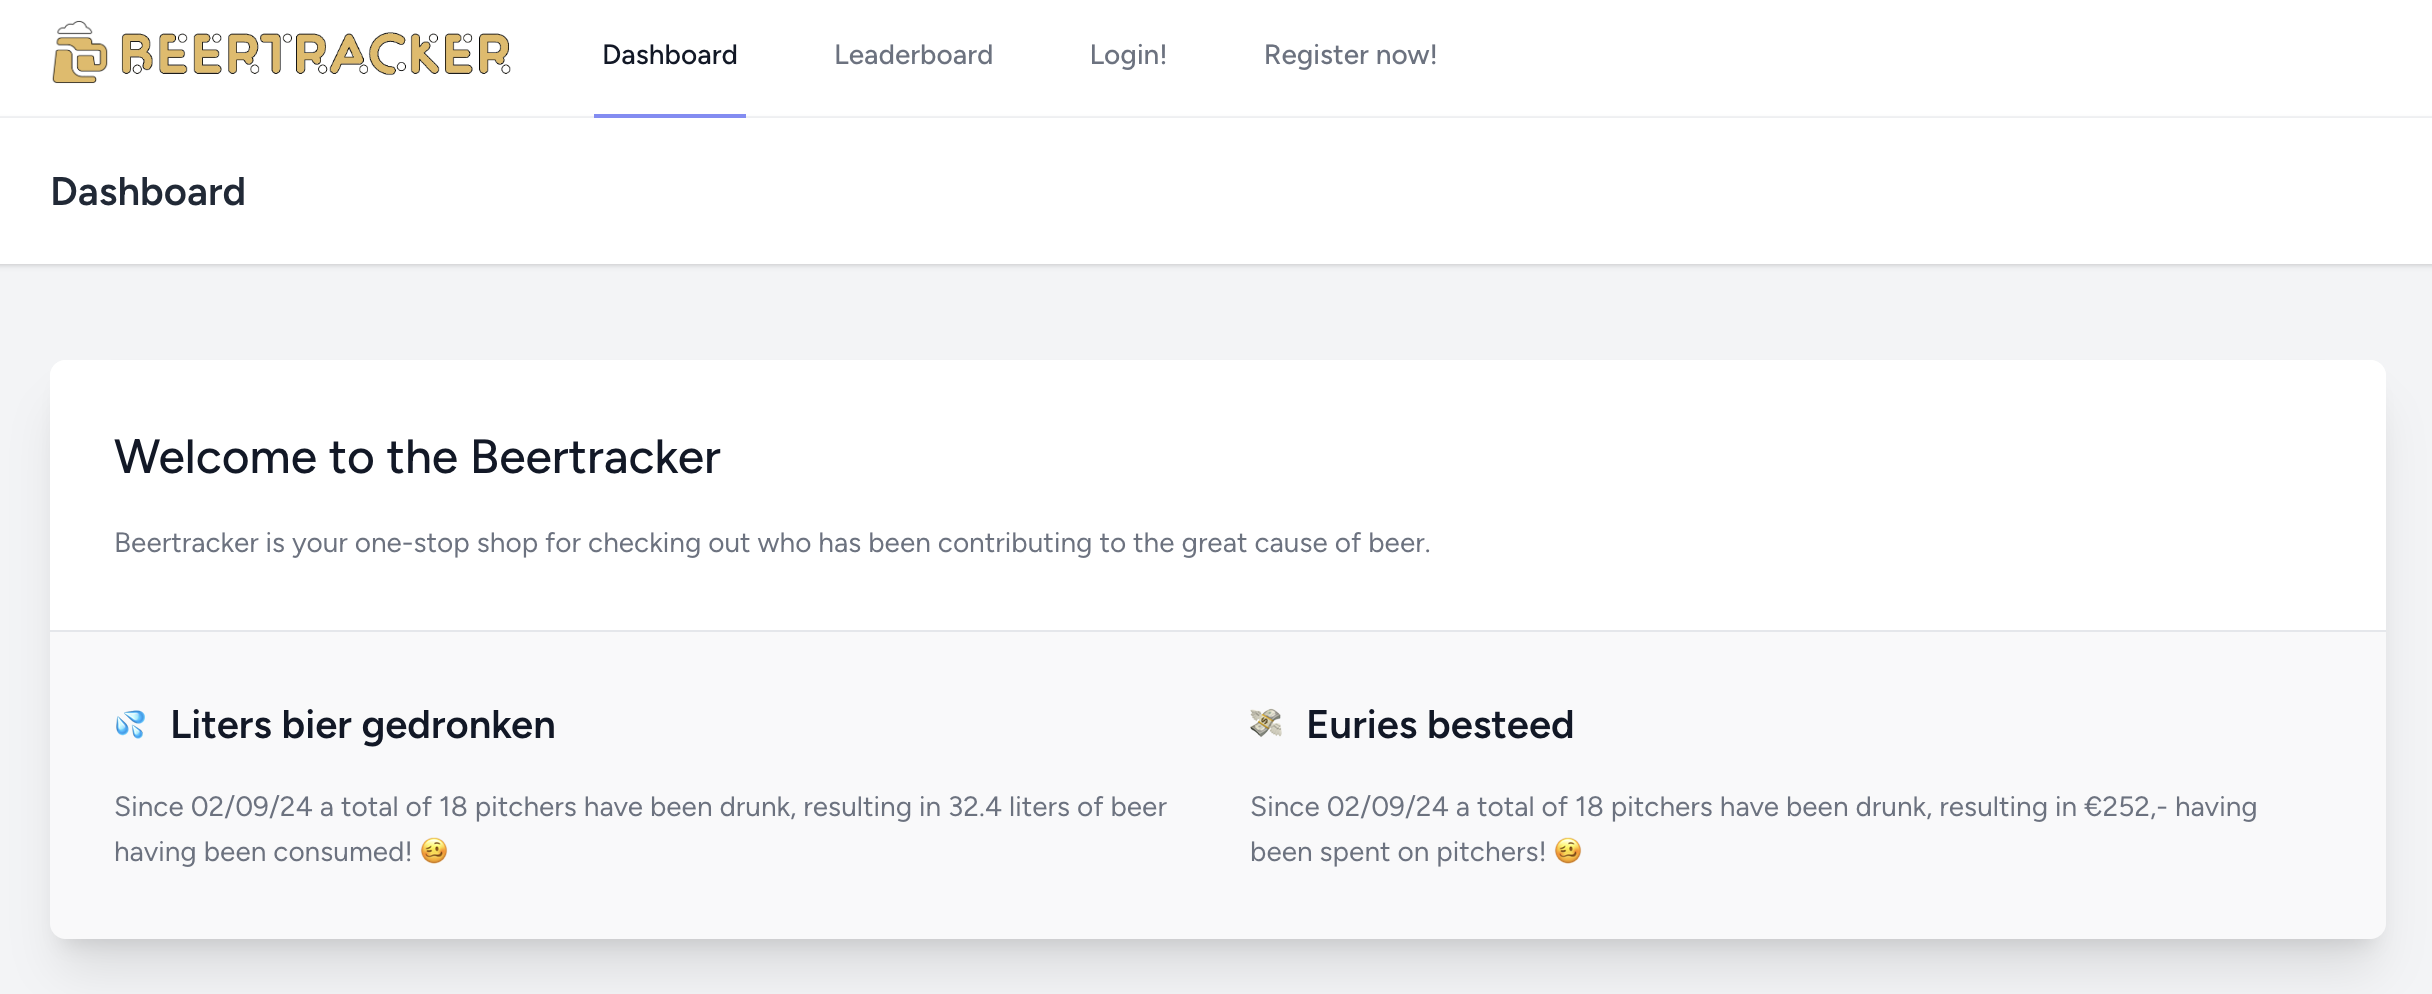 BEERTRACKER
Dashboard
Leaderboard
Login!
Register now!
Dashboard
Welcome to the Beertracker
Beertracker is your one-stop shop for checking out who has been contributing to the great cause of beer.
💦 Liters bier gedronken
Since 02/09/24 a total of 18 pitchers have been drunk, resulting in 32.4 liters of beer
having been consumed! 🥴
💸 Euries besteed
Since 02/09/24 a total of 18 pitchers have been drunk, resulting in €252,- having
been spent on pitchers! 🥴